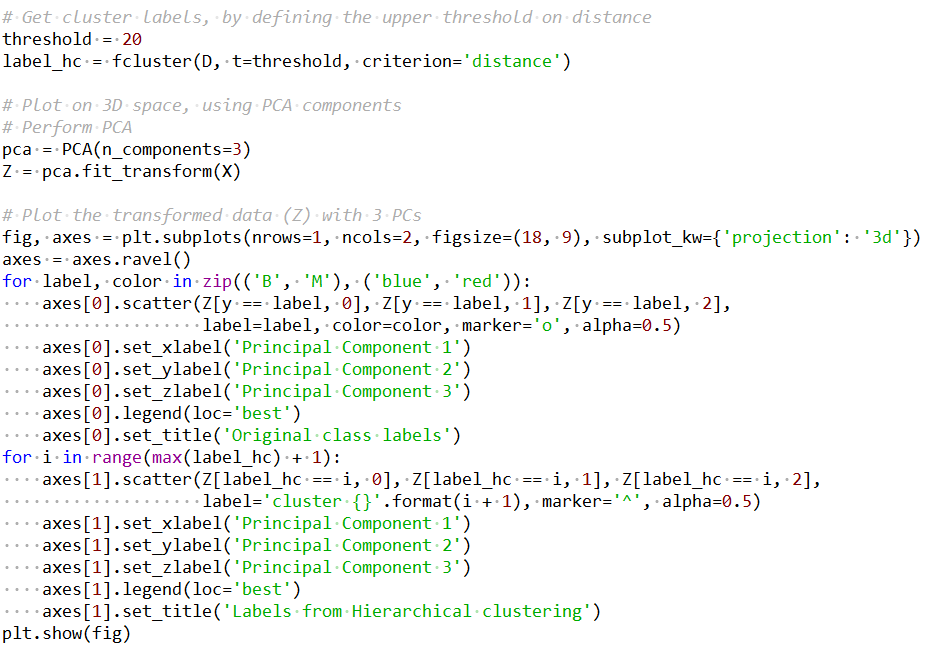 # Get cluster labels, by defining the upper threshold on distance
threshold = 20
label_hc = fcluster(D, t=threshold, criterion='distance')

# Plot on 3D space, using PCA components
# Perform PCA
pca = PCA(n_components=3)
Z = pca.fit_transform(X)

# Plot the transformed data (Z) with 3 PCs
fig, axes = plt.subplots(nrows=1, ncols=2, figsize=(18, 9), subplot_kw={'projection': '3d'})
axes = axes.ravel()
for label, color in zip(('B', 'M'), ('blue', 'red')):
    axes[0].scatter(Z[y == label, 0], Z[y == label, 1], Z[y == label, 2],
                    label=label, color=color, marker='o', alpha=0.5)
    axes[0].set_xlabel('Principal Component 1')
    axes[0].set_ylabel('Principal Component 2')
    axes[0].set_zlabel('Principal Component 3')
    axes[0].legend(loc='best')
    axes[0].set_title('Original class labels')
for i in range(max(label_hc) + 1):
    axes[1].scatter(Z[label_hc == i, 0], Z[label_hc == i, 1], Z[label_hc == i, 2],
                    label='cluster {}'.format(i + 1), marker='^', alpha=0.5)
    axes[1].set_xlabel('Principal Component 1')
    axes[1].set_ylabel('Principal Component 2')
    axes[1].set_zlabel('Principal Component 3')
    axes[1].legend(loc='best')
    axes[1].set_title('Labels from Hierarchical clustering')
plt.show(fig)